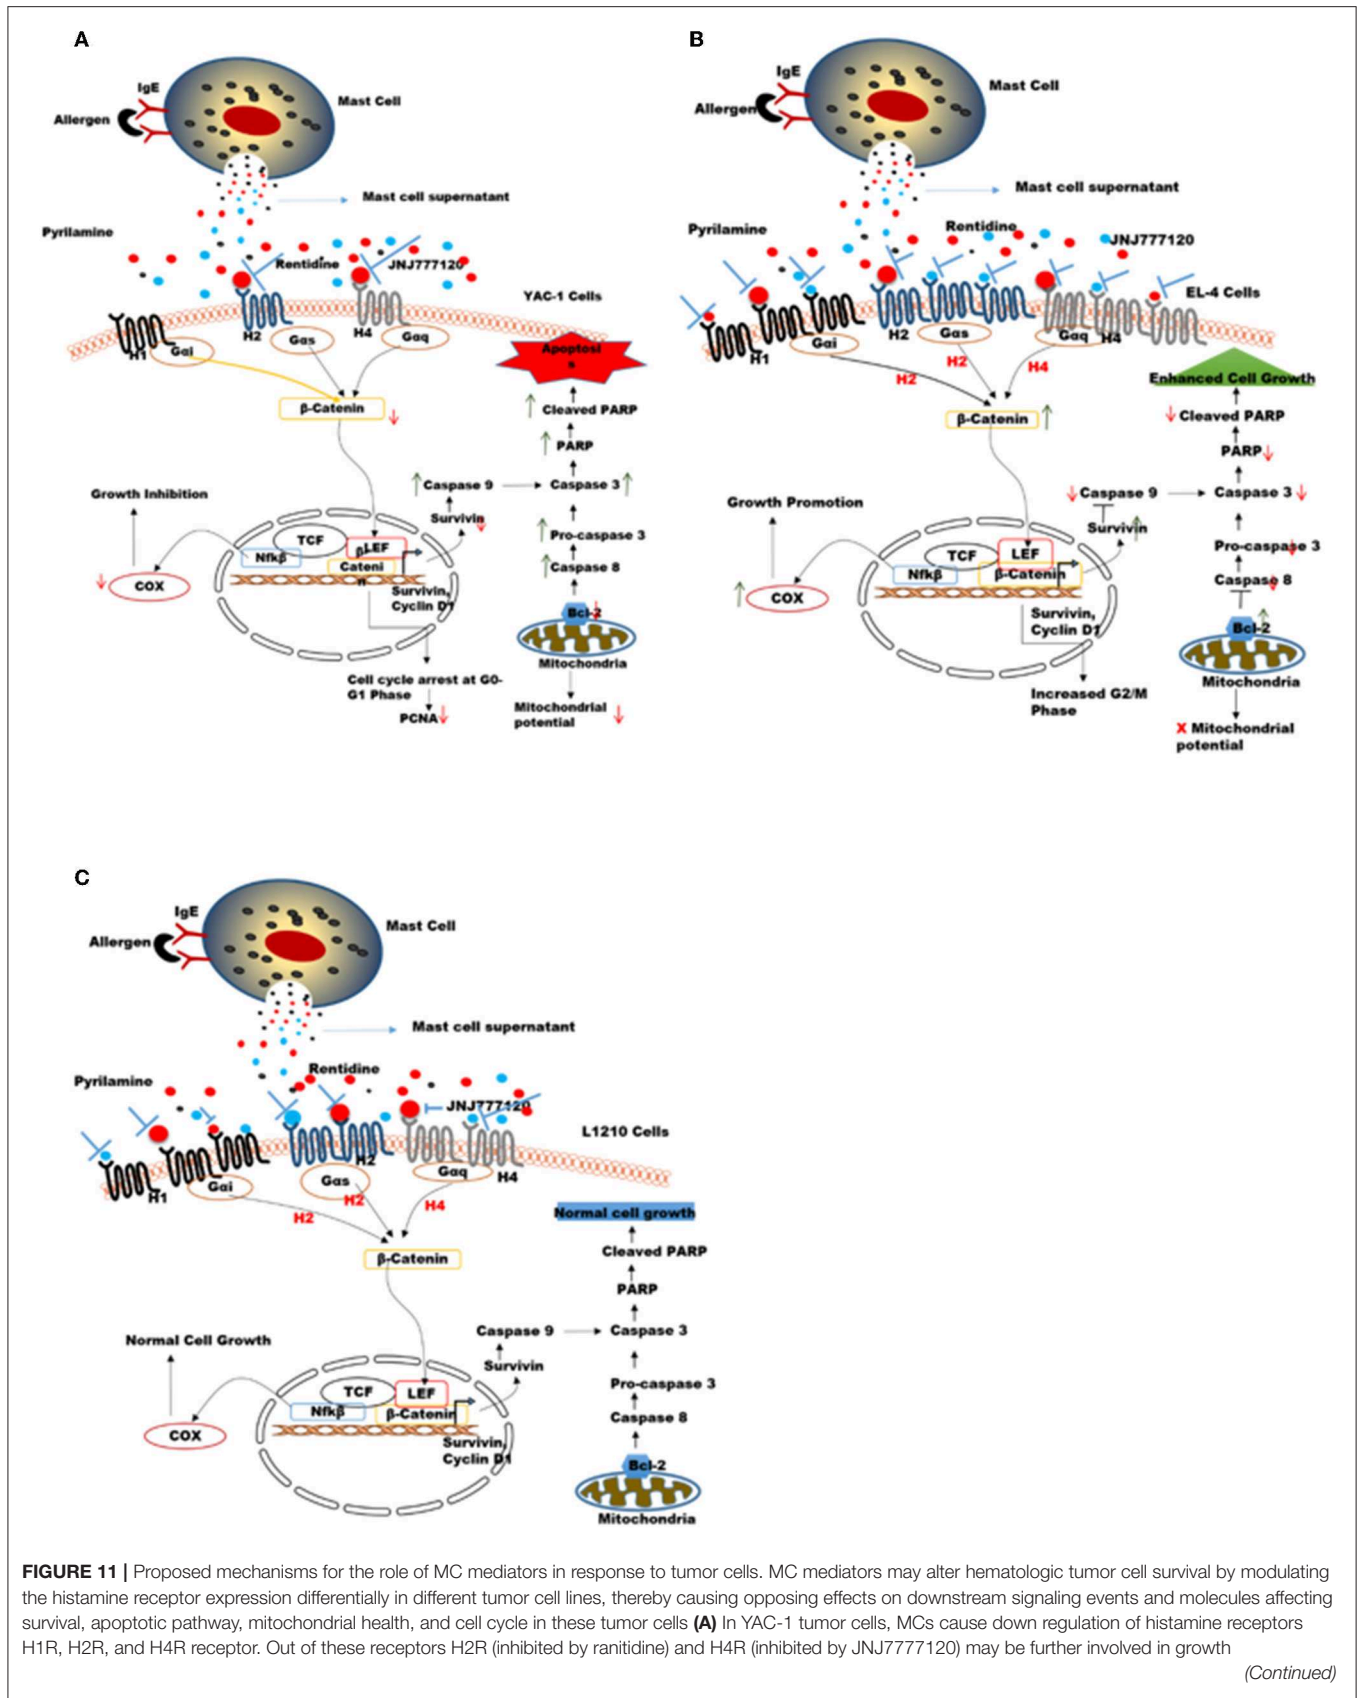 A
IgE
Allergen
Mast Cell
Mast cell supernatant
Pyrilamine
Rentidine
JNJ777120
YAC-1 Cells
H1
Gαi
H2
Gαs
H4
Gαq
Apoptosi
s
β-Catenin
Cleaved PARP
PARP
Caspase 9
Caspase 3
Growth Inhibition
Survivin
Pro-caspase 3
TCF
LEF
Nfkβ
β
Cateni
n
Caspase 8
COX
Survivin,
Cyclin D1
Bcl-2
Mitochondria
Cell cycle arrest at G0-
G1 Phase
PCNA
Mitochondrial
potential
B
IgE
Allergen
Mast Cell
Mast cell supernatant
Pyrilamine
Rentidine
JNJ777120
EL-4 Cells
H1
Gαi
H2
Gαs
Gαq
H4
H2
H2
H4
Enhanced Cell Growth
β-Catenin
Cleaved PARP
PARP
Caspase 9
Caspase 3
Growth Promotion
Survivin
Pro-caspase 3
TCF
LEF
Nfkβ
β-Catenin
Caspase 8
COX
Survivin,
Cyclin D1
Bcl-2
Mitochondria
Increased G2/M
Phase
X Mitochondrial
potential
C
IgE
Allergen
Mast Cell
Mast cell supernatant
Pyrilamine
Rentidine
JNJ777120
L1210 Cells
H1
Gαi
H2
Gαs
Gαq
H4
H2
H2
H4
Normal cell growth
β-Catenin
Cleaved PARP
PARP
Caspase 9
Caspase 3
Normal Cell Growth
Survivin
Pro-caspase 3
TCF
LEF
Nfkβ
β-Catenin
Caspase 8
COX
Survivin,
Cyclin D1
Bcl-2
Mitochondria
FIGURE 11 | Proposed mechanisms for the role of MC mediators in response to tumor cells. MC mediators may alter hematologic tumor cell survival by modulating
the histamine receptor expression differentially in different tumor cell lines, thereby causing opposing effects on downstream signaling events and molecules affecting
survival, apoptotic pathway, mitochondrial health, and cell cycle in these tumor cells (A) In YAC-1 tumor cells, MCs cause down regulation of histamine receptors
H1R, H2R, and H4R receptor. Out of these receptors H2R (inhibited by ranitidine) and H4R (inhibited by JNJ7777120) may be further involved in growth
(Continued)